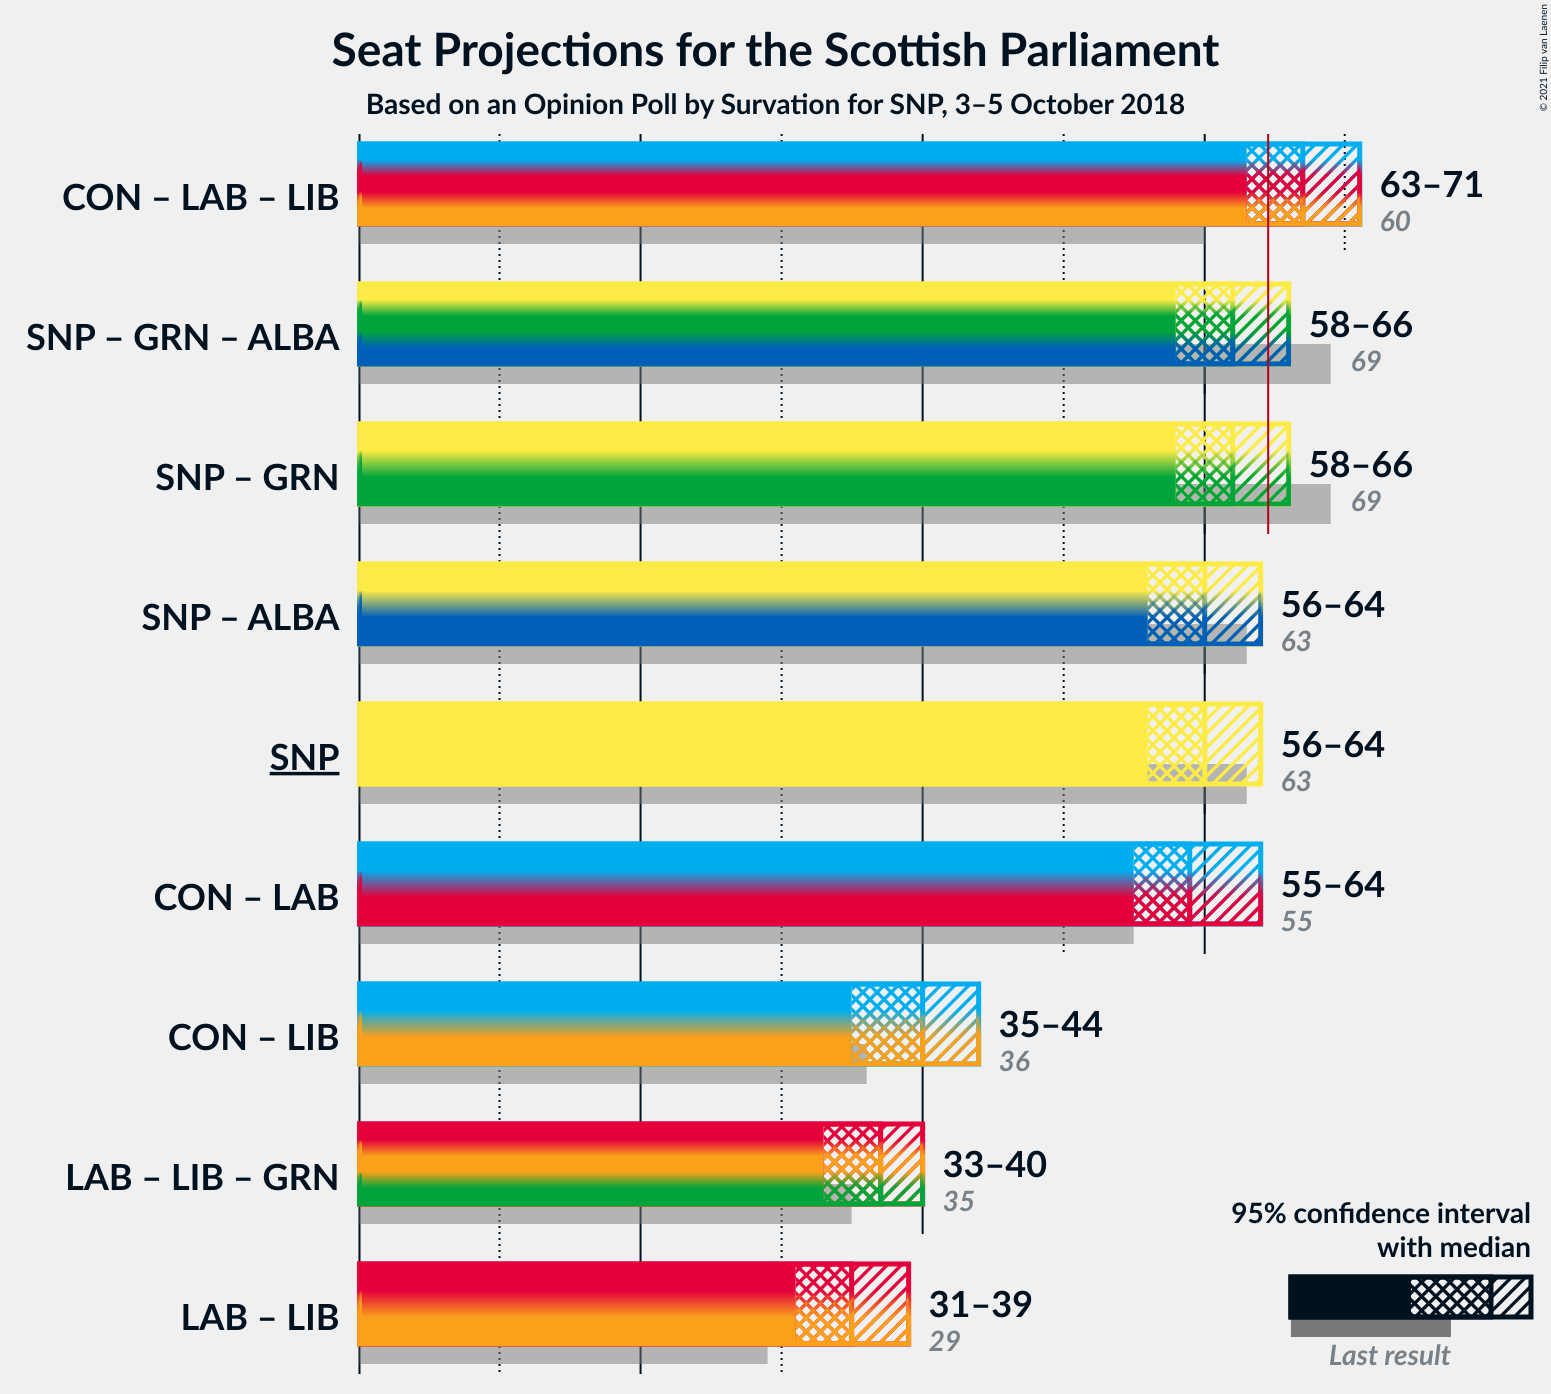 Seat Projections for the Scottish Parliament
Based on an Opinion Poll by Survation for SNP, 3–5 October 2018
© 2021 Filip van Laenen
CON – LAB – LIB
63–71
60
SNP – GRN – ALBA
58–66
69
SNP – GRN
58–66
69
SNP – ALBA
56–64
63
SNP
56–64
63
CON – LAB
55–64
55
CON – LIB
35–44
36
LAB – LIB – GRN
33–40
35
LAB – LIB
31–39
29
95% confidence interval
with median
Last result